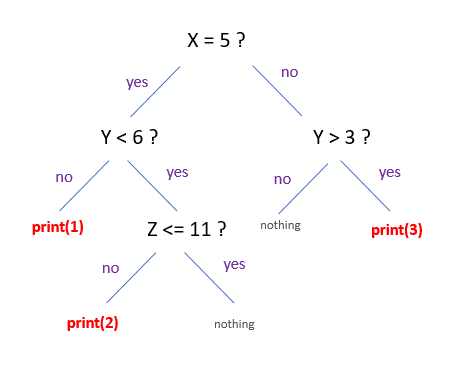 X = 5 ?
yes
no
Y < 6 ?
Y > 3 ?
no
yes
no
yes
print(1)
Z <= 11 ?
nothing
print(3)
no
yes
print(2)
nothing